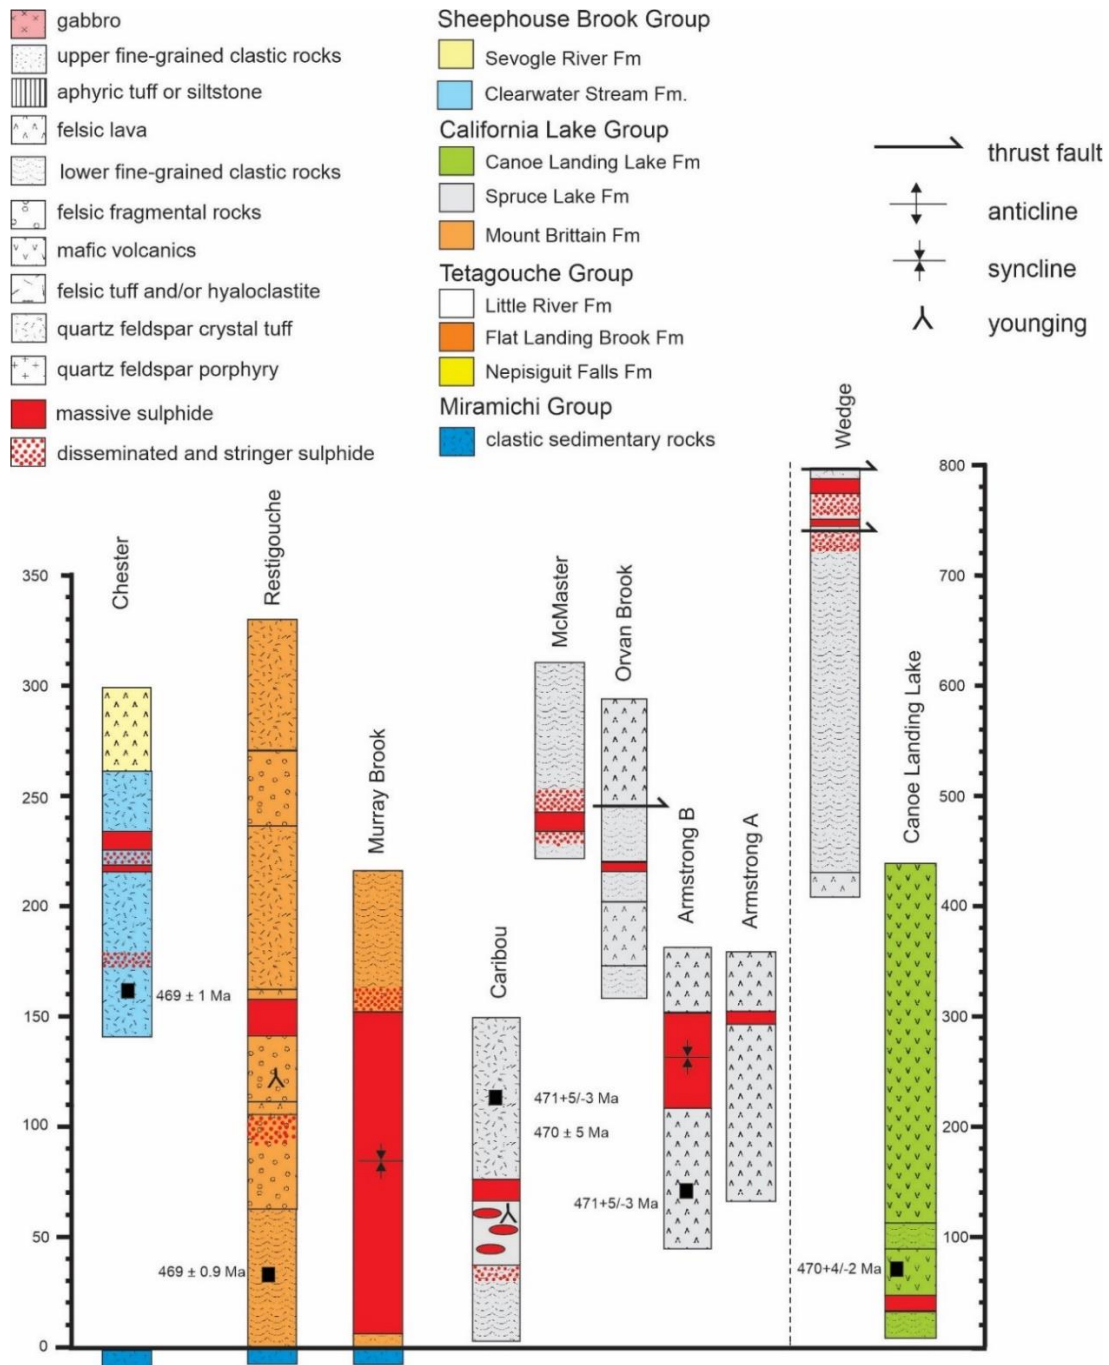 gabbro
upper fine-grained clastic rocks
aphyric tuff or siltstone
felsic lava
lower fine-grained clastic rocks
felsic fragmental rocks
mafic volcanics
felsic tuff and/or hyaloclastite
quartz feldspar crystal tuff
quartz feldspar porphyry
massive sulphide
disseminated and stringer sulphide
Sheephouse Brook Group
Sevogle River Fm
Clearwater Stream Fm.
California Lake Group
Canoe Landing Lake Fm
Spruce Lake Fm
Mount Brittain Fm
Tetagouche Group
Little River Fm
Flat Landing Brook Fm
Nepisiguit Falls Fm
Miramichi Group
clastic sedimentary rocks
thrust fault
anticline
syncline
younging
350
300
250
200
150
100
50
0
Chester
469 ± 1 Ma
Restigouche
469 ± 0.9 Ma
Murray Brook
Caribou
471+5/-3 Ma
470 ± 5 Ma
McMaster
Orvan Brook
Armstrong B
471+5/-3 Ma
Armstrong A
Wedge
Canoe Landing Lake
470+4/-2 Ma
800
700
600
500
400
300
200
100